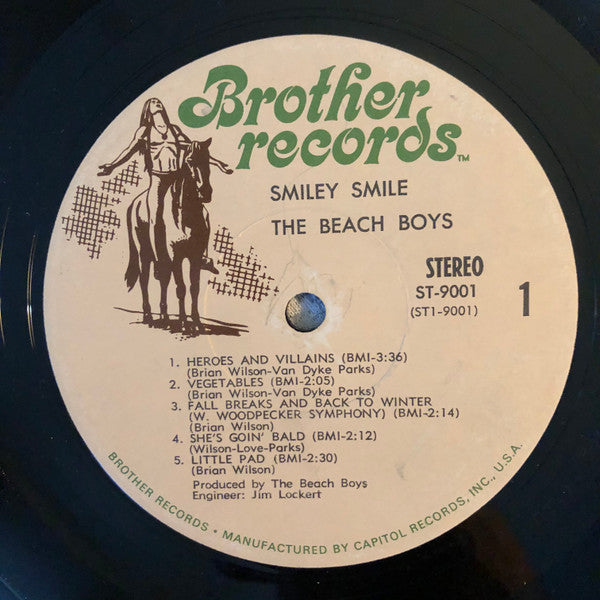 Brother
records™
SMILEY SMILE
THE BEACH BOYS
STEREO
ST-9001
(ST1-9001)
1
1. HEROES AND VILLAINS (BMI-3:36)
(Brian Wilson-Van Dyke Parks)
2. VEGETABLES (BMI-2:05)
(Brian Wilson-Van Dyke Parks)
3. FALL BREAKS AND BACK TO WINTER
(W. WOODPECKER SYMPHONY) (BMI-2:14)
(Brian Wilson)
4. SHE'S GOIN' BALD (BMI-2:12)
(Wilson-Love-Parks)
5. LITTLE PAD (BMI-2:30)
(Brian Wilson)
Produced by The Beach Boys
Engineer: Jim Lockert
BROTHER RECORDS • MANUFACTURED BY CAPITOL RECORDS, INC., U.S.A.